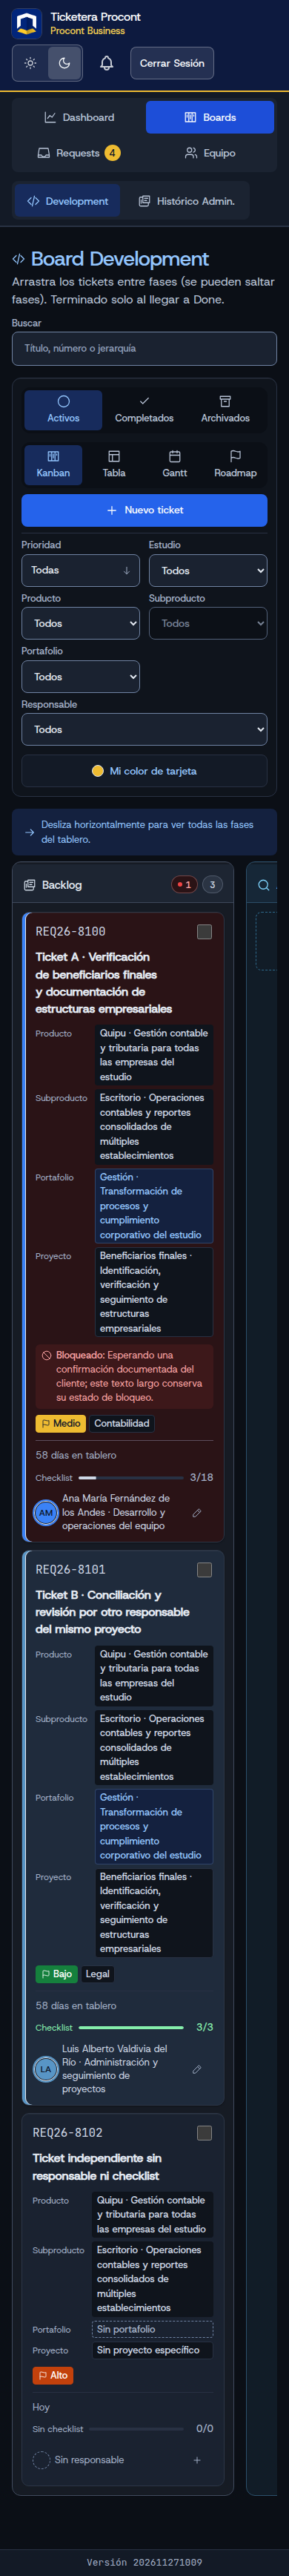 Ticketera Procont
Procont Business
Cerrar Sesión
Dashboard
Boards
Requests 4
Equipo
Development
Histórico Admin.
Board Development
Arrastra los tickets entre fases (se pueden saltar
fases). Terminado solo al llegar a Done.
Buscar
Título, número o jerarquía
Activos
Completados
Archivados
Kanban
Tabla
Gantt
Roadmap
Nuevo ticket
Prioridad
Estudio
Todas
Todos
Producto
Subproducto
Todos
Todos
Portafolio
Todos
Responsable
Todos
Mi color de tarjeta
Desliza horizontalmente para ver todas las fases
del tablero.
Backlog
1
3
REQ26-8100
Ticket A · Verificación
de beneficiarios finales
y documentación de
estructuras empresariales
Producto
Quipu · Gestión contable
y tributaria para todas
las empresas del
estudio
Subproducto
Escritorio · Operaciones
contables y reportes
consolidados de
múltiples
establecimientos
Portafolio
Gestión ·
Transformación de
procesos y
cumplimiento
corporativo del estudio
Proyecto
Beneficiarios finales ·
Identificación,
verificación y
seguimiento de
estructuras
empresariales
Bloqueado: Esperando una
confirmación documentada del
cliente; este texto largo conserva
su estado de bloqueo.
Medio
Contabilidad
58 días en tablero
Checklist
3/18
AM
Ana María Fernández de
los Andes · Desarrollo y
operaciones del equipo
REQ26-8101
Ticket B · Conciliación y
revisión por otro responsable
del mismo proyecto
Producto
Quipu · Gestión contable
y tributaria para todas
las empresas del
estudio
Subproducto
Escritorio · Operaciones
contables y reportes
consolidados de
múltiples
establecimientos
Portafolio
Gestión ·
Transformación de
procesos y
cumplimiento
corporativo del estudio
Proyecto
Beneficiarios finales ·
Identificación,
verificación y
seguimiento de
estructuras
empresariales
Bajo
Legal
58 días en tablero
Checklist
3/3
LA
Luis Alberto Valdivia del
Río · Administración y
seguimiento de
proyectos
REQ26-8102
Ticket independiente sin
responsable ni checklist
Producto
Quipu · Gestión contable
y tributaria para todas
las empresas del estudio
Subproducto
Escritorio · Operaciones
contables y reportes
consolidados de
múltiples
establecimientos
Portafolio
Sin portafolio
Proyecto
Sin proyecto específico
Alto
Hoy
Sin checklist
0/0
Sin responsable
Versión 202611271009